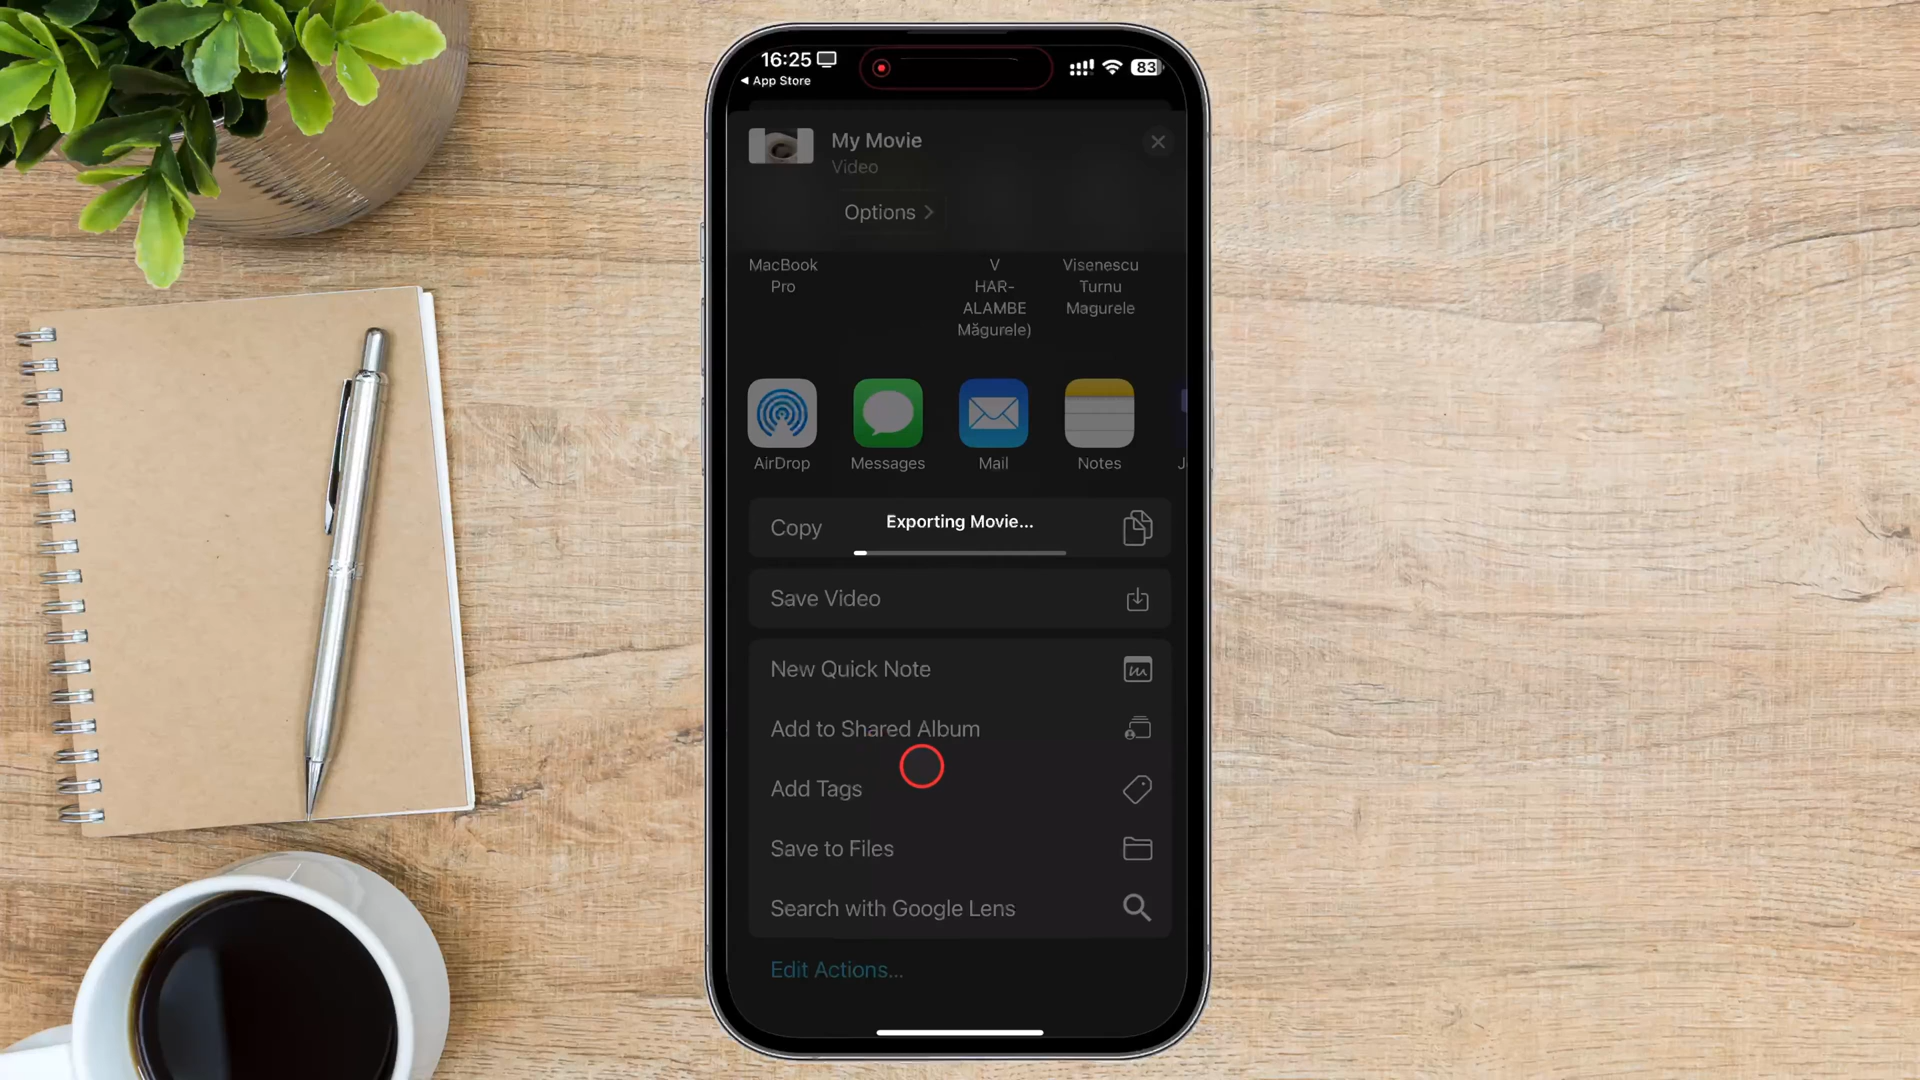 16:25
83
◀ App Store
My Movie
Video
Options >
MacBook
Pro
V
HAR-
ALAMBE
Măgurele)
Visenescu
Turnu
Magurele
AirDrop
Messages
Mail
Notes
J
Copy
Exporting Movie...
Save Video
New Quick Note
Add to Shared Album
Add Tags
Save to Files
Search with Google Lens
Edit Actions...